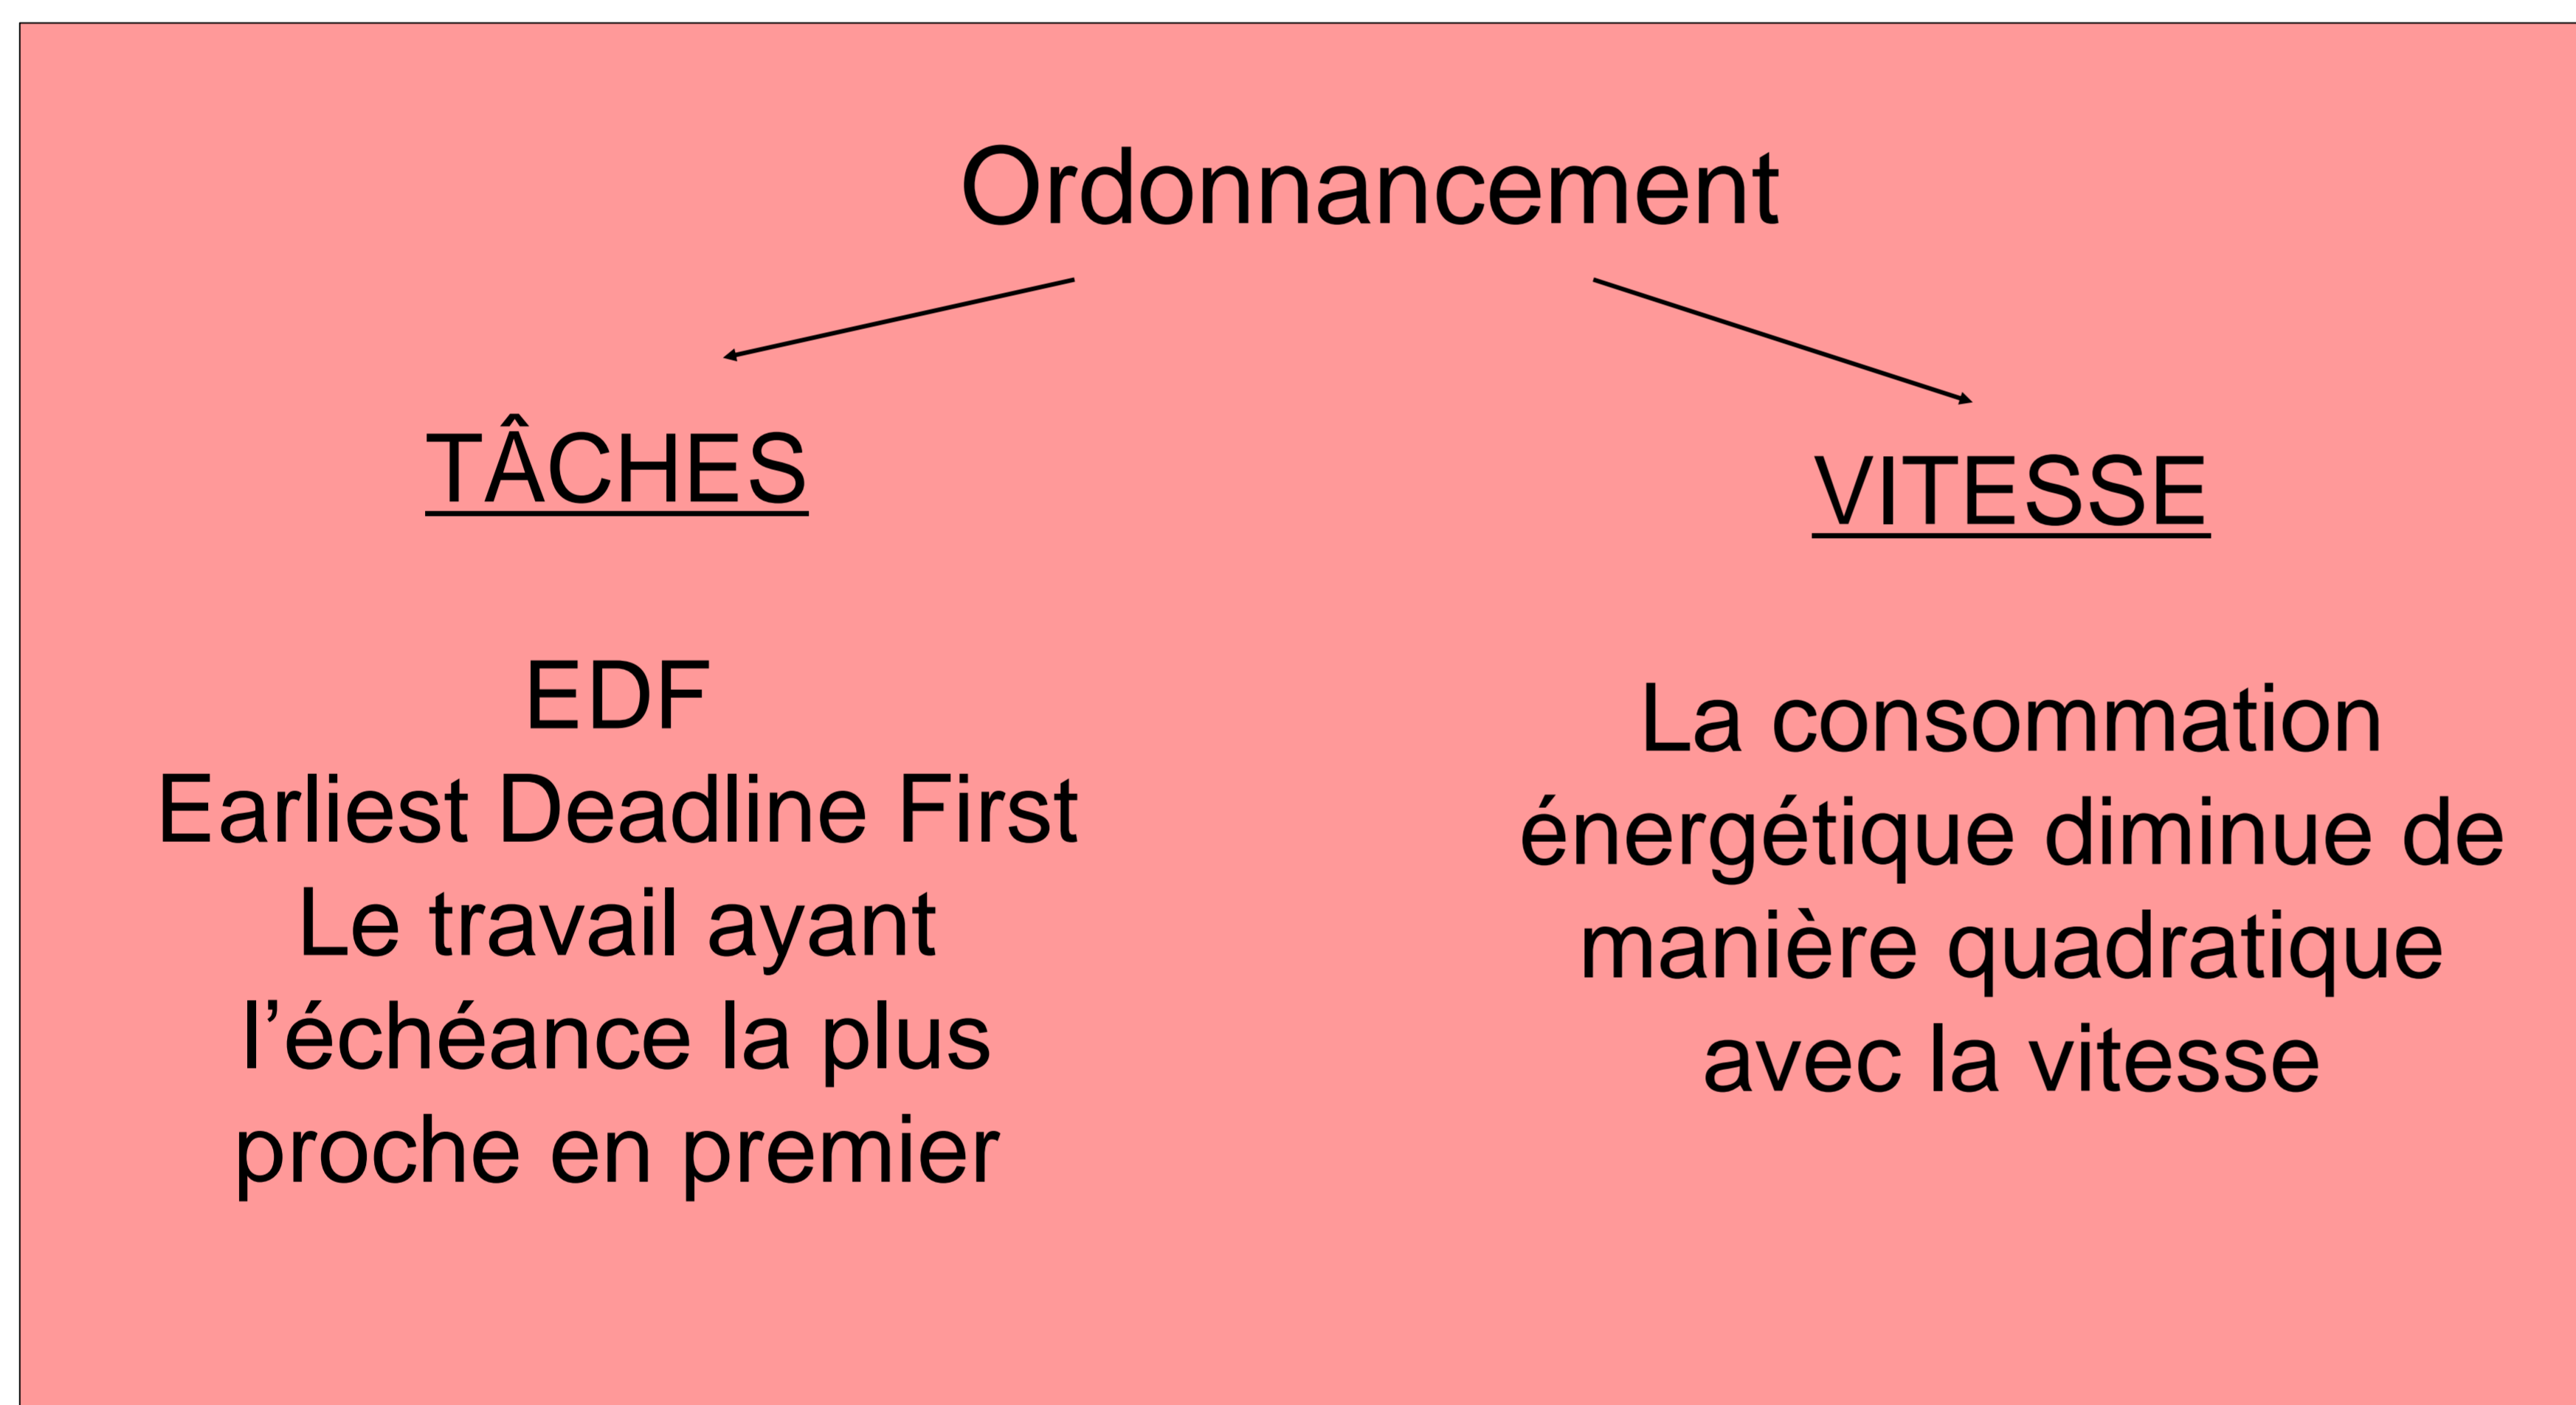 Ordonnancement
TÂCHES
EDF
Earliest Deadline First
Le travail ayant
l’échéance la plus
proche en premier
VITESSE
La consommation
énergétique diminue de
manière quadratique
avec la vitesse